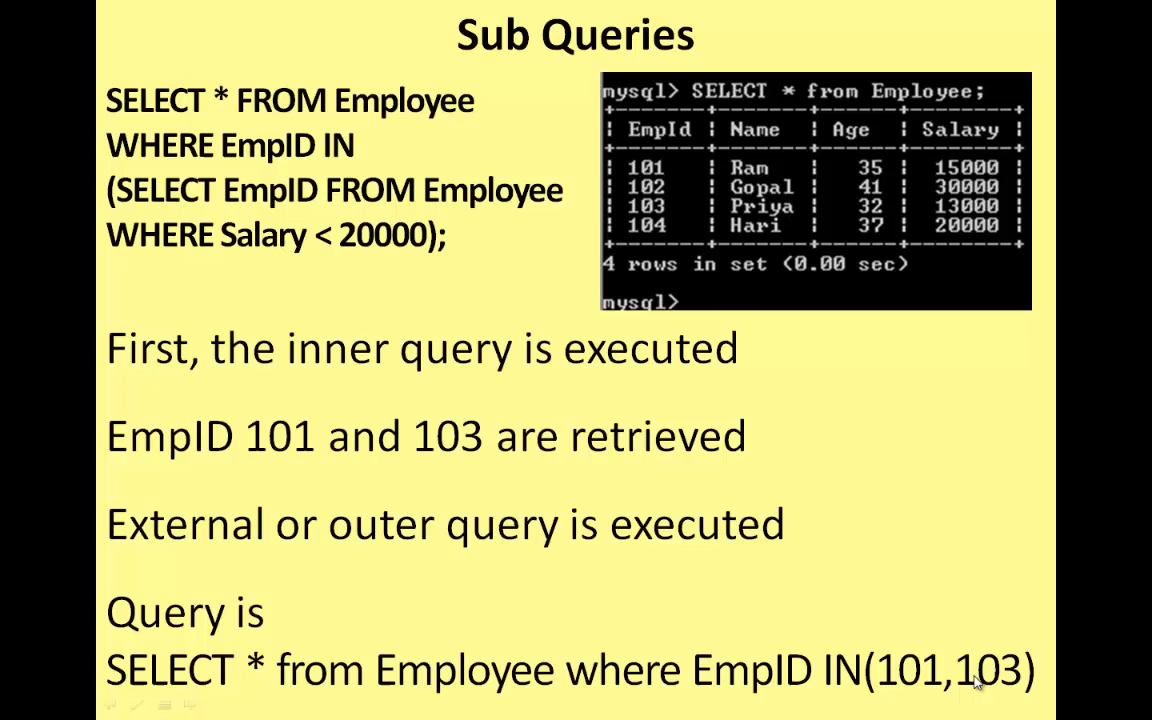 Sub Queries
SELECT * FROM Employee
WHERE EmpID IN
(SELECT EmpID FROM Employee
WHERE Salary < 20000);
mysql> SELECT * from Employee;
+-------+-------+------+--------+
| EmpId | Name | Age | Salary |
+-------+-------+------+--------+
| 101 | Ram | 35 | 15000 |
| 102 | Gopal | 41 | 30000 |
| 103 | Priya | 32 | 13000 |
| 104 | Hari | 37 | 20000 |
+-------+-------+------+--------+
4 rows in set (0.00 sec)
mysql>
First, the inner query is executed
EmpID 101 and 103 are retrieved
External or outer query is executed
Query is
SELECT * from Employee where EmpID IN(101,103)